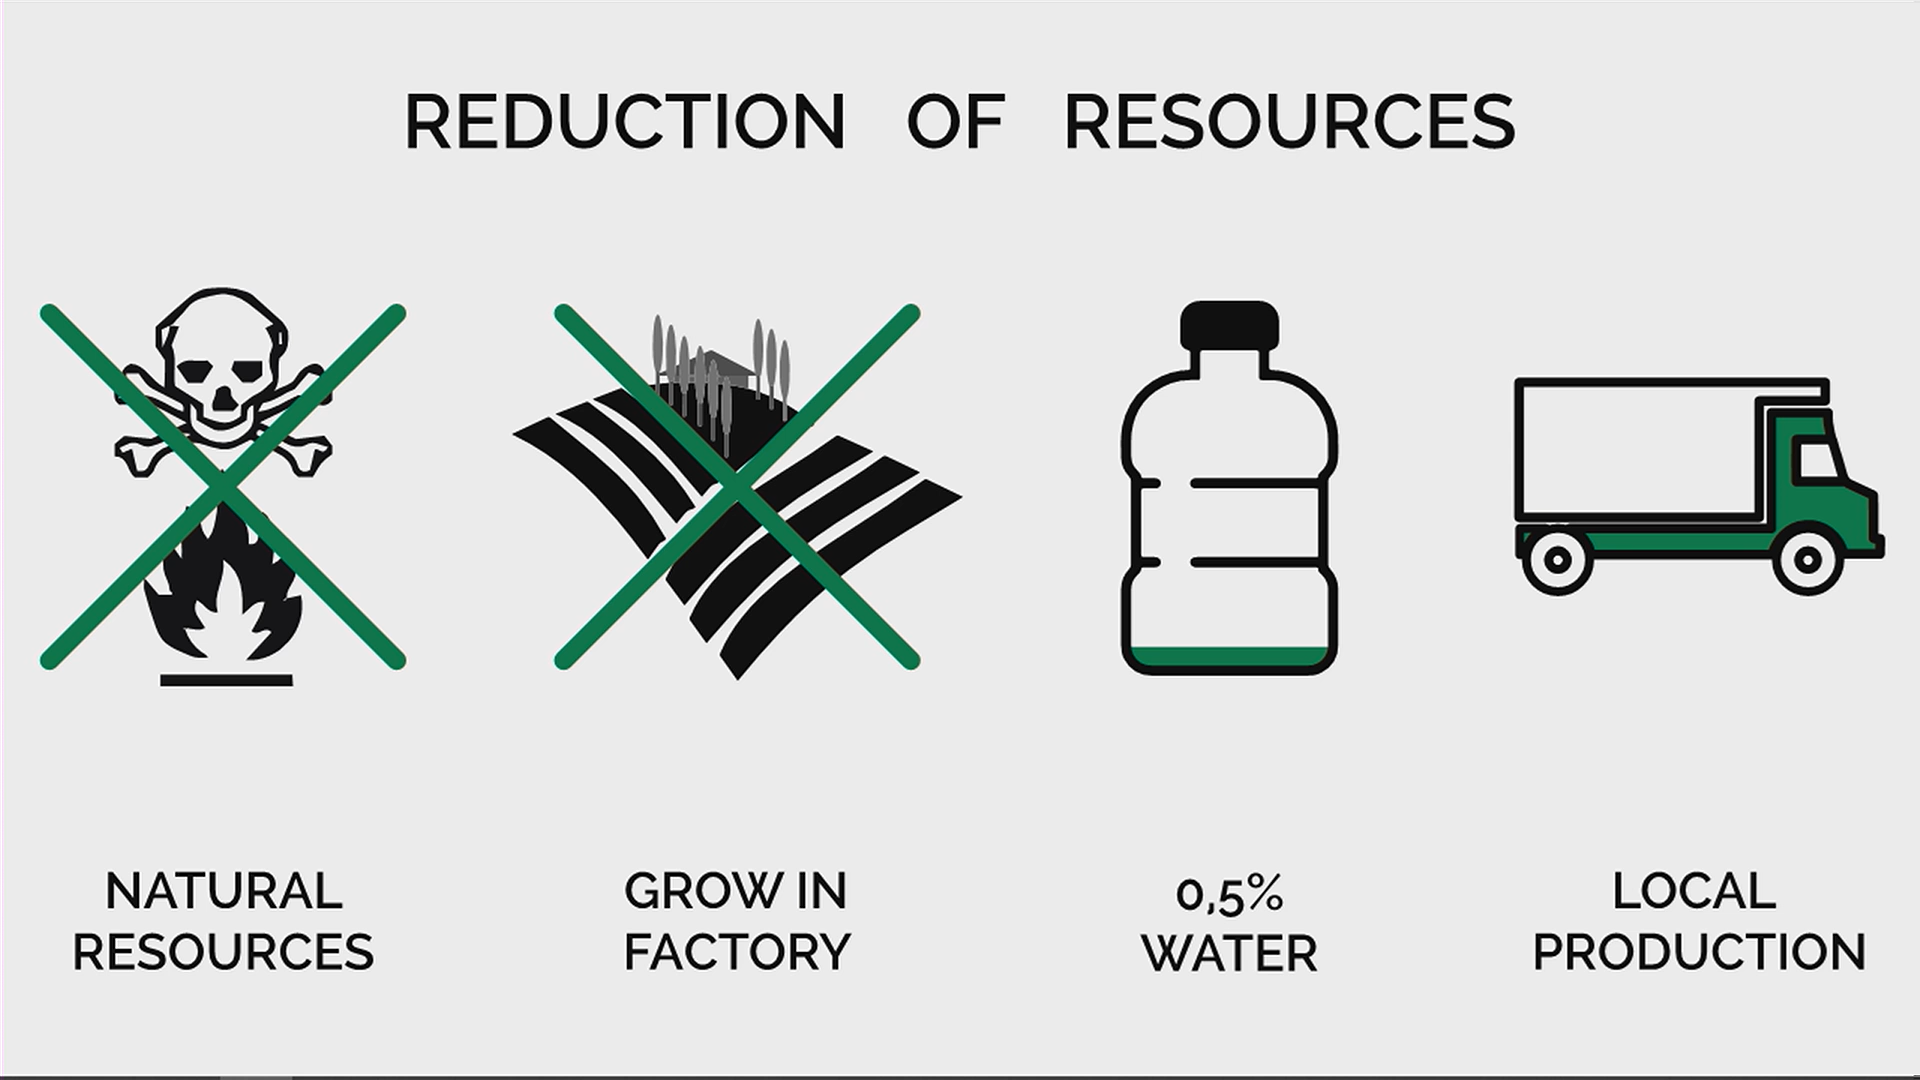 REDUCTION OF RESOURCES
NATURAL
RESOURCES
GROW IN
FACTORY
0,5%
WATER
LOCAL
PRODUCTION